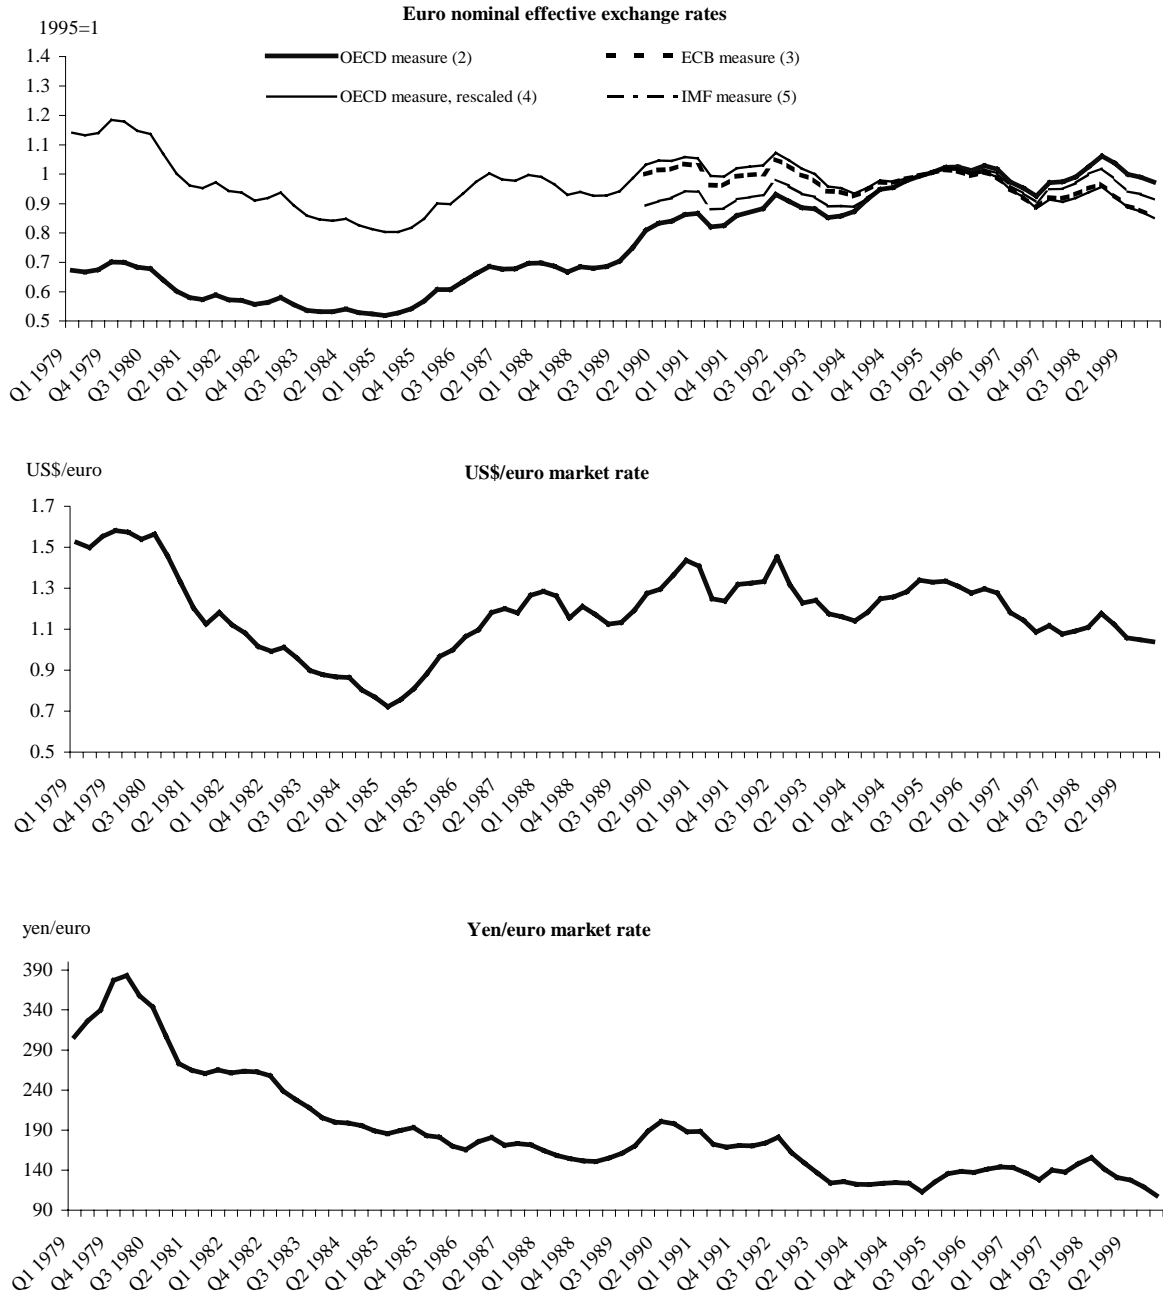 Euro nominal effective exchange rates
1995=1
OECD measure (2)
ECB measure (3)
OECD measure, rescaled (4)
IMF measure (5)
1.4
1.3
1.2
1.1
1
0.9
0.8
0.7
0.6
0.5
Q1 1979
Q4 1979
Q3 1980
Q2 1981
Q1 1982
Q4 1982
Q3 1983
Q2 1984
Q1 1985
Q4 1985
Q3 1986
Q2 1987
Q1 1988
Q4 1988
Q3 1989
Q2 1990
Q1 1991
Q4 1991
Q3 1992
Q2 1993
Q1 1994
Q4 1994
Q3 1995
Q2 1996
Q1 1997
Q4 1997
Q3 1998
Q2 1999
US$/euro
US$/euro market rate
1.7
1.5
1.3
1.1
0.9
0.7
0.5
Q1 1979
Q4 1979
Q3 1980
Q2 1981
Q1 1982
Q4 1982
Q3 1983
Q2 1984
Q1 1985
Q4 1985
Q3 1986
Q2 1987
Q1 1988
Q4 1988
Q3 1989
Q2 1990
Q1 1991
Q4 1991
Q3 1992
Q2 1993
Q1 1994
Q4 1994
Q3 1995
Q2 1996
Q1 1997
Q4 1997
Q3 1998
Q2 1999
yen/euro
Yen/euro market rate
390
340
290
240
190
140
90
Q1 1979
Q4 1979
Q3 1980
Q2 1981
Q1 1982
Q4 1982
Q3 1983
Q2 1984
Q1 1985
Q4 1985
Q3 1986
Q2 1987
Q1 1988
Q4 1988
Q3 1989
Q2 1990
Q1 1991
Q4 1991
Q3 1992
Q2 1993
Q1 1994
Q4 1994
Q3 1995
Q2 1996
Q1 1997
Q4 1997
Q3 1998
Q2 1999